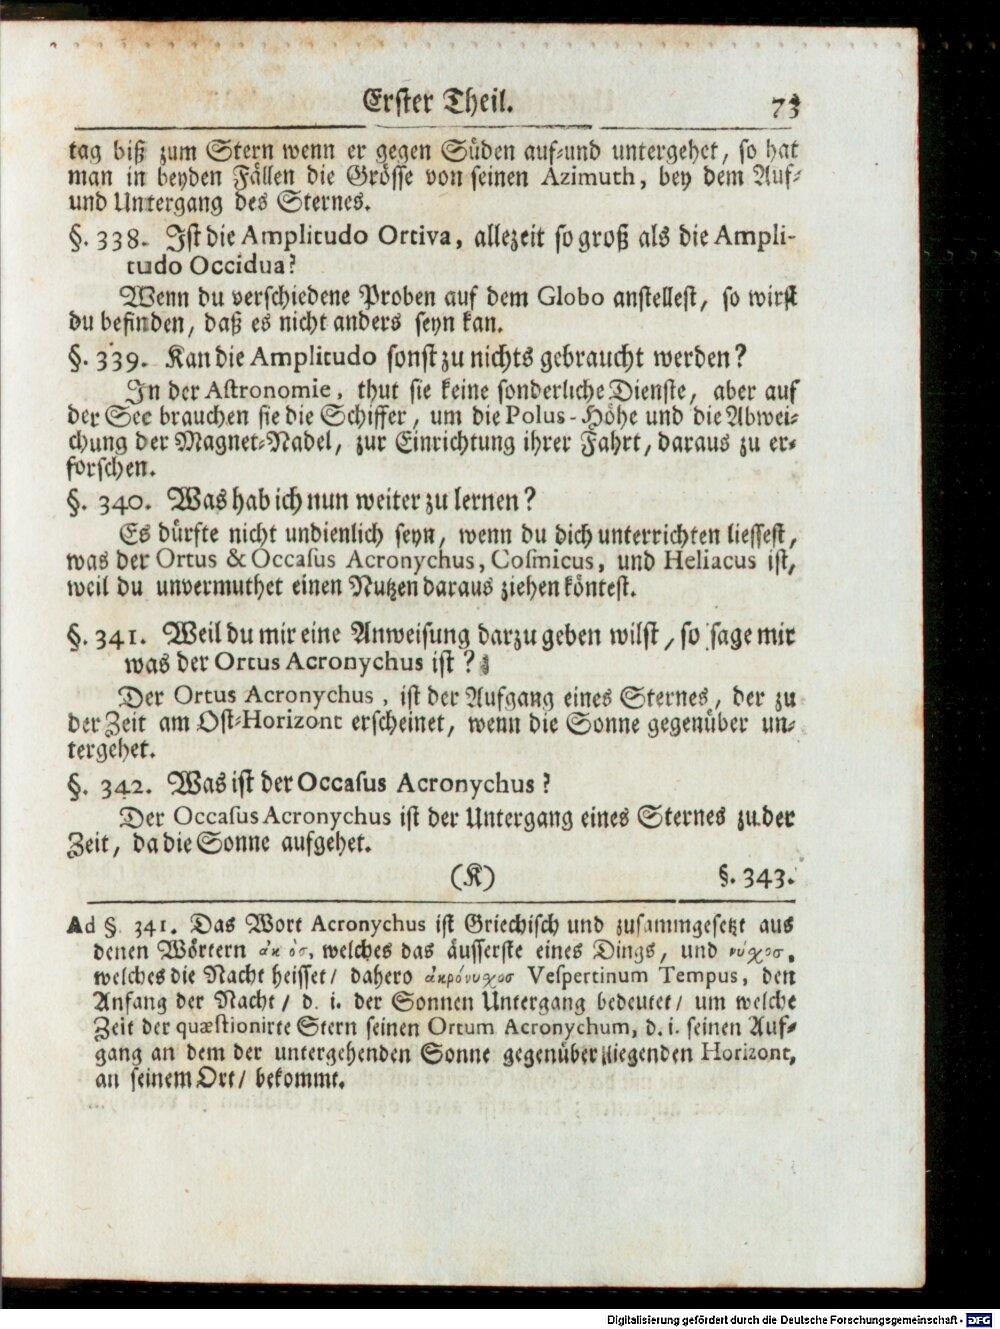 Erster Theil. 73
tag biß zum Stern wenn er gegen Süden auf-und untergehet, so hat
man in beyden Fällen die Grösse von seinen Azimuth, bey dem Auf-
und Untergang des Sternes.
§. 338. Ist die Amplitudo Ortiva, allezeit so groß als die Ampli-
tudo Occidua?
Wenn du verschiedene Proben auf dem Globo anstellest, so wirst
du befinden, daß es nicht anders seyn kan.
§. 339. Kan die Amplitudo sonst zu nichts gebraucht werden?
In der Astronomie, thut sie keine sonderliche Dienste, aber auf
der See brauchen sie die Schiffer, um die Polus-Höhe und die Abwei-
chung der Magnet-Nadel, zur Einrichtung ihrer Fahrt, daraus zu er-
forschen.
§. 340. Was hab ich nun weiter zu lernen?
Es dürfte nicht undienlich seyn, wenn du dich unterrichten liessest,
was der Ortus & Occasus Acronychus, Cosmicus, und Heliacus ist,
weil du unvermuthet einen Nutzen daraus ziehen köntest.
§. 341. Weil du mir eine Anweisung darzu geben wilst, so sage mir
was der Ortus Acronychus ist?
Der Ortus Acronychus, ist der Aufgang eines Sternes, der zu
der Zeit am Ost-Horizont erscheinet, wenn die Sonne gegenüber un-
tergehet.
§. 342. Was ist der Occasus Acronychus?
Der Occasus Acronychus ist der Untergang eines Sternes zu der
Zeit, da die Sonne aufgehet.
(K) §. 343.
Ad §. 341. Das Wort Acronychus ist Griechisch und zusammgesetzt aus
denen Wörtern welches das äusserste eines Dings, und νύχος,
welches die Nacht heisset/ dahero ἀκρόνυχος Vespertinum Tempus, den
Anfang der Nacht/ d. i. der Sonnen Untergang bedeutet/ um welche
Zeit der quæstionirte Stern seinen Ortum Acronychum, d. i. seinen Auf-
gang an dem der untergehenden Sonne gegenüber liegenden Horizont,
an seinem Ort/ bekommt.
Digitalisierung gefördert durch die Deutsche Forschungsgemeinschaft - DFG